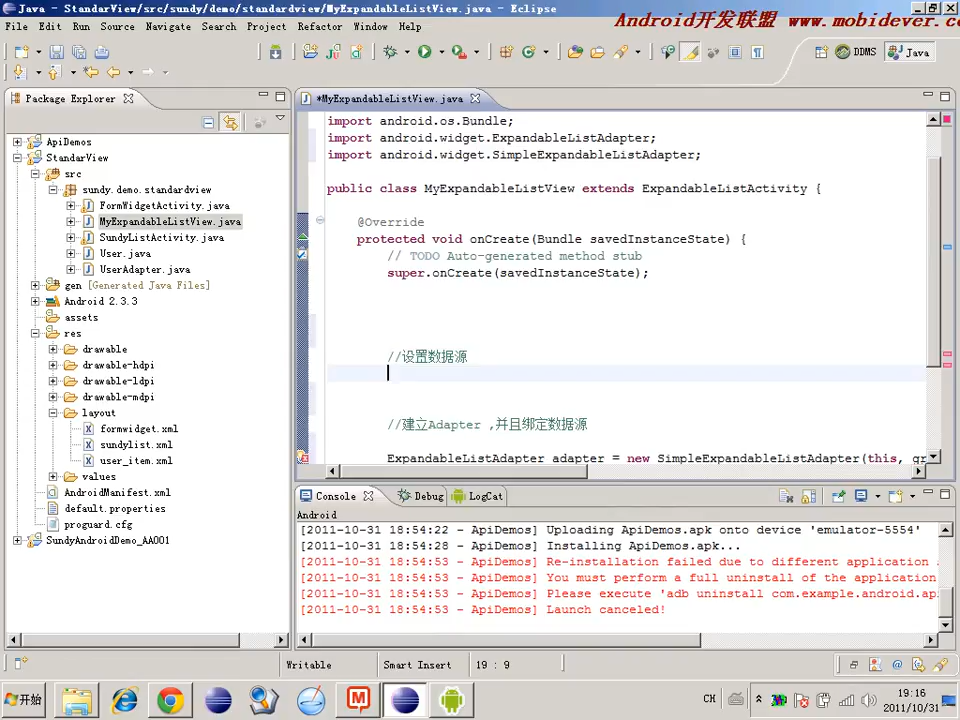 Java - StandarView/src/sundy/demo/standardview/MyExpandableListView.java - Eclipse
Android开发联盟 www.mobidever.c
File Edit Run Source Navigate Search Project Refactor Window Help
DDMS
Java
Package Explorer
*MyExpandableListView.java
ApiDemos
StandarView
src
sundy.demo.standardview
FormWidgetActivity.java
MyExpandableListView.java
SundyListActivity.java
User.java
UserAdapter.java
gen [Generated Java Files]
Android 2.3.3
assets
res
drawable
drawable-hdpi
drawable-ldpi
drawable-mdpi
layout
formwidget.xml
sundylist.xml
user_item.xml
values
AndroidManifest.xml
default.properties
proguard.cfg
SundyAndroidDemo_AA001
import android.os.Bundle;
import android.widget.ExpandableListAdapter;
import android.widget.SimpleExpandableListAdapter;
public class MyExpandableListView extends ExpandableListActivity {
@Override
protected void onCreate(Bundle savedInstanceState) {
// TODO Auto-generated method stub
super.onCreate(savedInstanceState);
//设置数据源
//建立Adapter ,并且绑定数据源
ExpandableListAdapter adapter = new SimpleExpandableListAdapter(this, gr
Console Debug LogCat
Android
[2011-10-31 18:54:22 - ApiDemos] Uploading ApiDemos.apk onto device 'emulator-5554'
[2011-10-31 18:54:28 - ApiDemos] Installing ApiDemos.apk...
[2011-10-31 18:54:53 - ApiDemos] Re-installation failed due to different application
[2011-10-31 18:54:53 - ApiDemos] You must perform a full uninstall of the application
[2011-10-31 18:54:53 - ApiDemos] Please execute 'adb uninstall com.example.android.ap
[2011-10-31 18:54:53 - ApiDemos] Launch canceled!
Writable
Smart Insert
19 : 9
开始
CH
19:16
2011/10/31